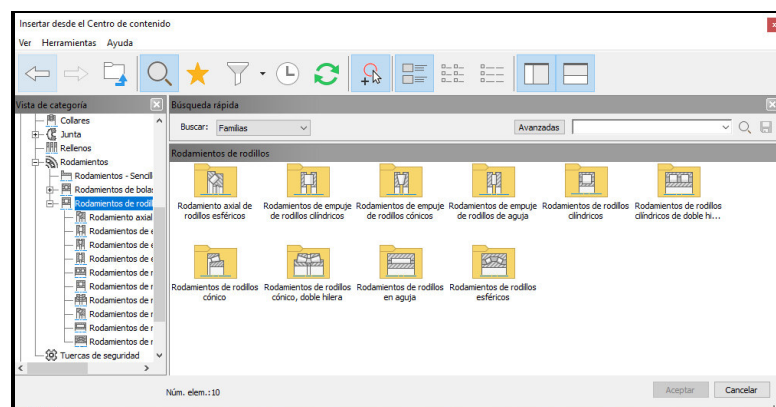 Insertar desde el Centro de contenido
x
Ver Herramientas Ayuda
Vista de categoría
Collares
Junta
Rellenos
Rodamientos
Rodamientos - Sencill
Rodamientos de bolas
Rodamientos de rodill
Rodamiento axial
Rodamientos de e
Rodamientos de e
Rodamientos de e
Rodamientos de r
Rodamientos de r
Rodamientos de r
Rodamientos de r
Rodamientos de r
Rodamientos de r
Tuercas de seguridad
Búsqueda rápida
Buscar: Familias Avanzadas
Rodamientos de rodillos
Rodamiento axial de
rodillos esféricos
Rodamientos de empuje
de rodillos cilíndricos
Rodamientos de empuje
de rodillos cónicos
Rodamientos de empuje
de rodillos de aguja
Rodamientos de rodillos
cilíndricos
Rodamientos de rodillos
cilíndricos de doble hi...
Rodamientos de rodillos
cónico
Rodamientos de rodillos
cónico, doble hilera
Rodamientos de rodillos
en aguja
Rodamientos de rodillos
esféricos
Núm. elem.:10
Aceptar Cancelar